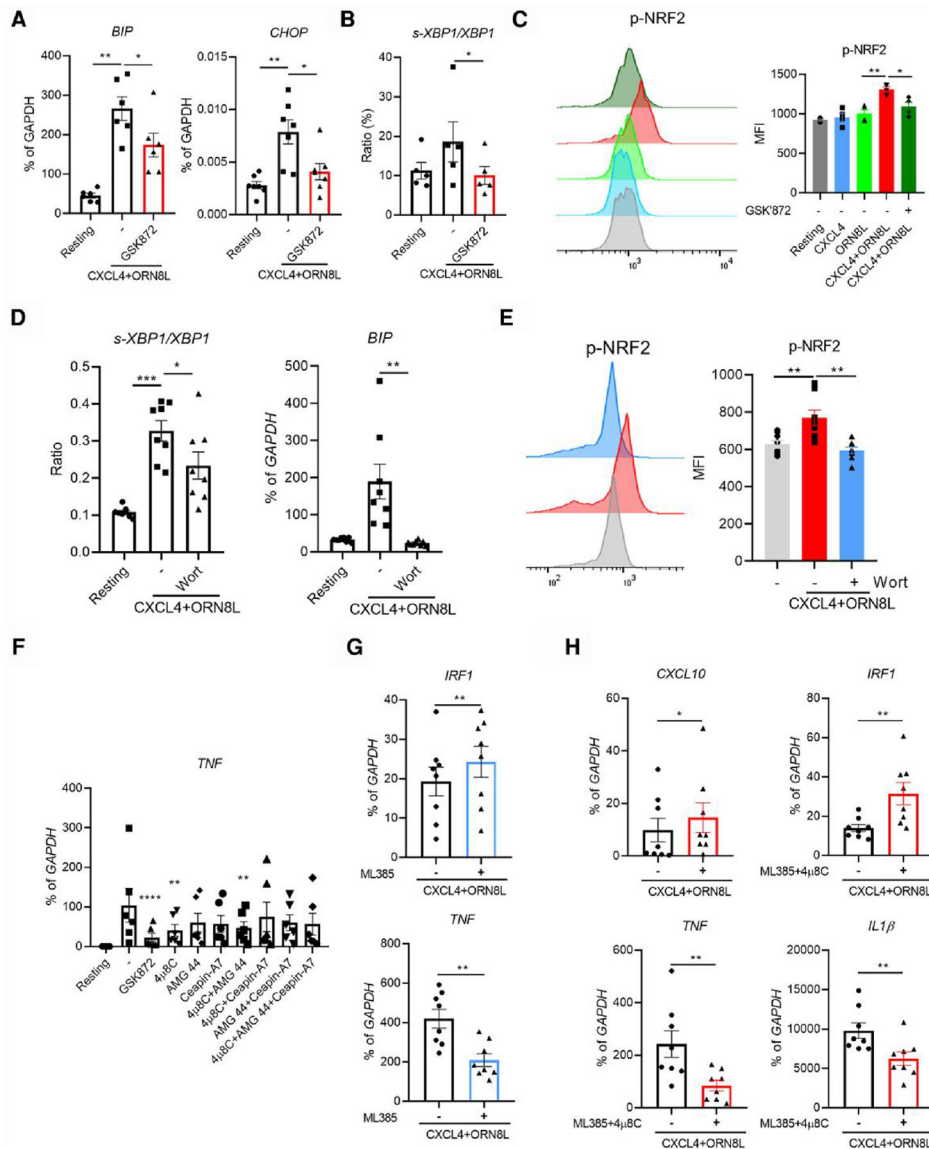 A
BIP
% of GAPDH
400
300
200
100
0
** *
Resting
-
GSK872
CXCL4+ORN8L
CHOP
% of GAPDH
0.015
0.010
0.005
0.000
** *
Resting
-
GSK872
CXCL4+ORN8L
B
s-XBP1/XBP1
Ratio (%)
50
40
30
20
10
0
*
Resting
-
GSK872
CXCL4+ORN8L
C
p-NRF2
10³ 10⁴
p-NRF2
MFI
1500
1000
500
0
** *
GSK'872 - - - - +
Resting
CXCL4
ORN8L
CXCL4+ORN8L
CXCL4+ORN8L
D
s-XBP1/XBP1
Ratio
0.5
0.4
0.3
0.2
0.1
0.0
*** *
Resting
-
Wort
CXCL4+ORN8L
BIP
% of GAPDH
500
400
300
200
100
0
**
Resting
-
Wort
CXCL4+ORN8L
E
p-NRF2
10² 10³
p-NRF2
MFI
1000
800
600
400
200
0
** **
- - + Wort
CXCL4+ORN8L
F
TNF
% of GAPDH
400
300
200
100
0
**** ** **
Resting
-
GSK872
4μ8C
AMG 44
Ceapin-A7
4μ8C+AMG 44
4μ8C+Ceapin-A7
AMG 44+Ceapin-A7
4μ8C+AMG 44+Ceapin-A7
G
IRF1
% of GAPDH
40
30
20
10
0
**
ML385 - +
CXCL4+ORN8L
TNF
% of GAPDH
800
600
400
200
0
**
ML385 - +
CXCL4+ORN8L
H
CXCL10
% of GAPDH
60
40
20
0
*
- +
CXCL4+ORN8L
IRF1
% of GAPDH
80
60
40
20
0
**
ML385+4μ8C - +
CXCL4+ORN8L
TNF
% of GAPDH
600
400
200
0
**
ML385+4μ8C - +
CXCL4+ORN8L
IL1β
% of GAPDH
20000
15000
10000
5000
0
**
ML385+4μ8C - +
CXCL4+ORN8L